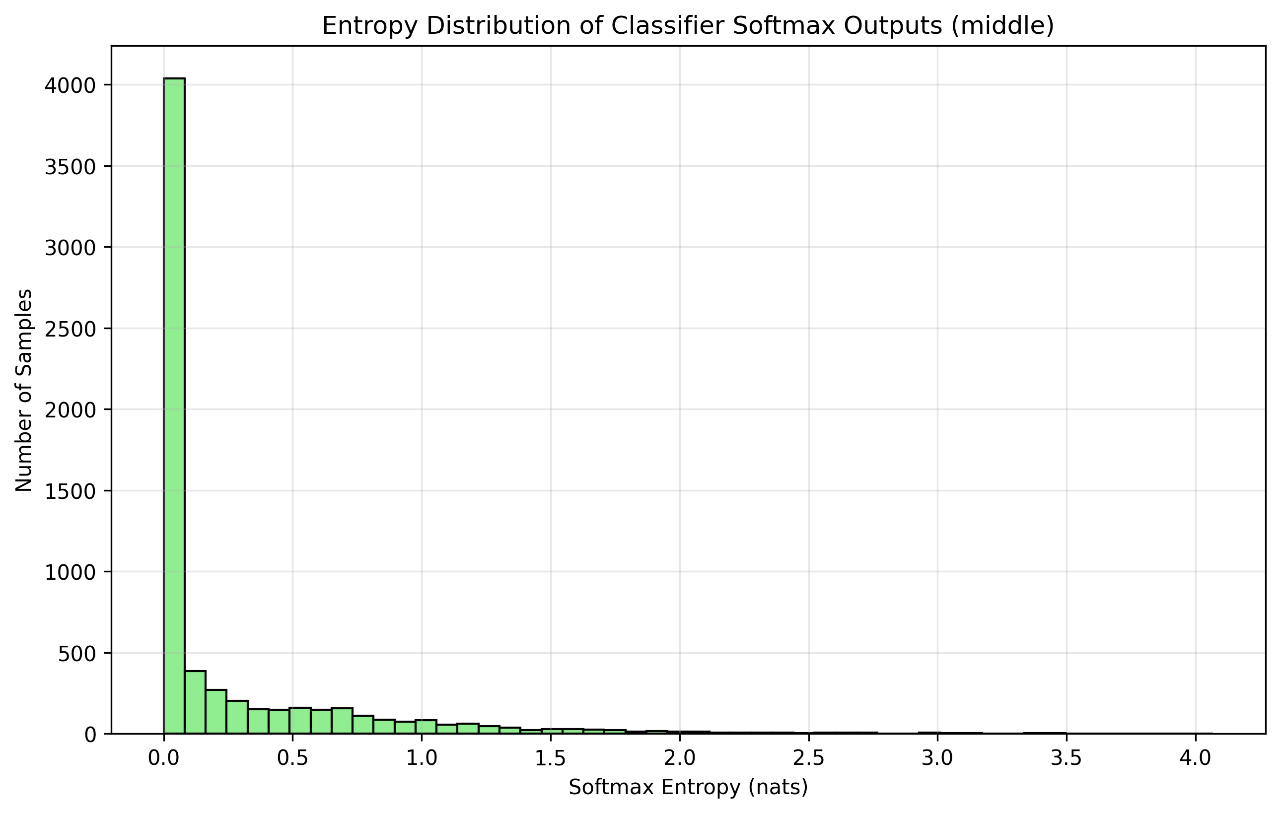 Entropy Distribution of Classifier Softmax Outputs (middle)
Number of Samples
4000
3500
3000
2500
2000
1500
1000
500
0
0.0 0.5 1.0 1.5 2.0 2.5 3.0 3.5 4.0
Softmax Entropy (nats)